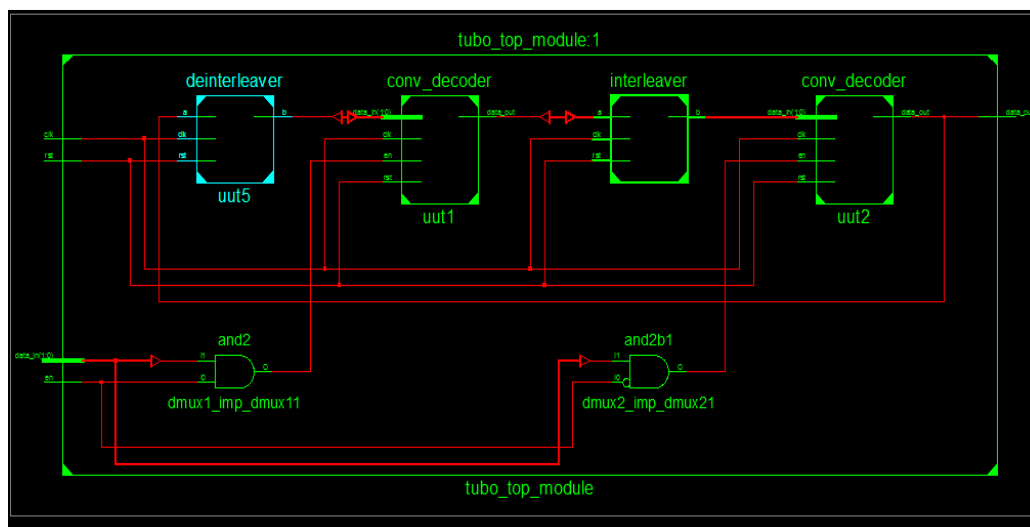 tubo_top_module:1
deinterleaver
conv_decoder
interleaver
conv_decoder
a
b
data_in(1:0)
data_out
a
b
data_in(1:0)
data_out
data_ou
clk
clk
clk
clk
clk
rst
rst
en
rst
en
uut5
rst
rst
uut1
uut2
and2
and2b1
data_in(1:0)
I1
O
I1
O
en
I0
I0
dmux1_imp_dmux11
dmux2_imp_dmux21
tubo_top_module